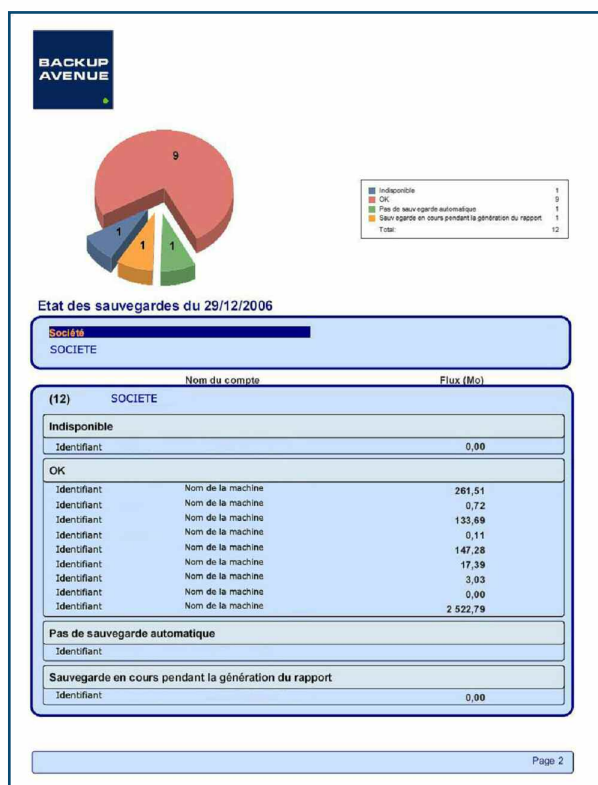 BACKUP
AVENUE
9
1
1
1
Indisponible 1
OK 9
Pas de sauvegarde automatique 1
Sauvegarde en cours pendant la génération du rapport 1
Total: 12
Etat des sauvegardes du 29/12/2006
Société
SOCIETE
Nom du compte Flux (Mo)
(12) SOCIETE
Indisponible
Identifiant 0,00
OK
Identifiant Nom de la machine 261,51
Identifiant Nom de la machine 0,72
Identifiant Nom de la machine 133,69
Identifiant Nom de la machine 0,11
Identifiant Nom de la machine 147,28
Identifiant Nom de la machine 17,39
Identifiant Nom de la machine 3,03
Identifiant Nom de la machine 0,00
Identifiant Nom de la machine 2 522,79
Pas de sauvegarde automatique
Identifiant
Sauvegarde en cours pendant la génération du rapport
Identifiant 0,00
Page 2